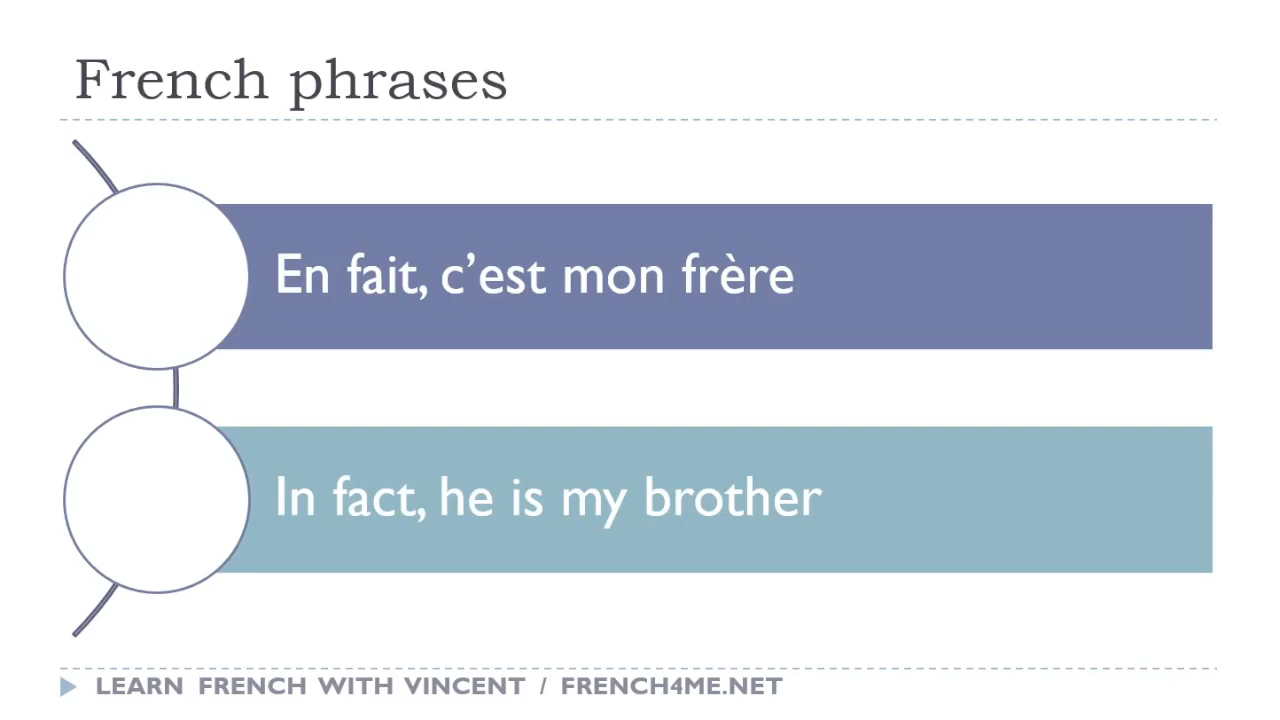 French phrases
En fait, c’est mon frère
In fact, he is my brother
LEARN FRENCH WITH VINCENT / FRENCH4ME.NET